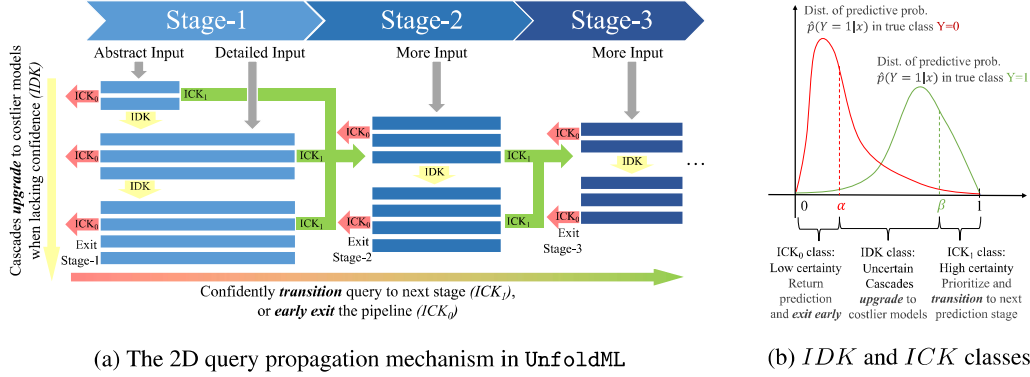 Stage-1
Stage-2
Stage-3
Abstract Input
Detailed Input
More Input
More Input
Cascades upgrade to costlier models
when lacking confidence (IDK)
ICK₀
ICK₁
IDK
ICK₀
ICK₁
IDK
ICK₀
ICK₁
Exit
Stage-1
ICK₀
ICK₁
IDK
ICK₀
ICK₁
Exit
Stage-2
ICK₀
IDK
...
ICK₀
Exit
Stage-3
Confidently transition query to next stage (ICK₁),
or early exit the pipeline (ICK₀)
(a) The 2D query propagation mechanism in UnfoldML
Dist. of predictive prob.
p̂(Y = 1|x) in true class Y=0
Dist. of predictive prob.
p̂(Y = 1|x) in true class Y=1
0
α
β
1
ICK₀ class:
Low certainty
Return
prediction
and exit early
IDK class:
Uncertain
Cascades
upgrade to
costlier models
ICK₁ class:
High certainty
Prioritize and
transition to next
prediction stage
(b) IDK and ICK classes